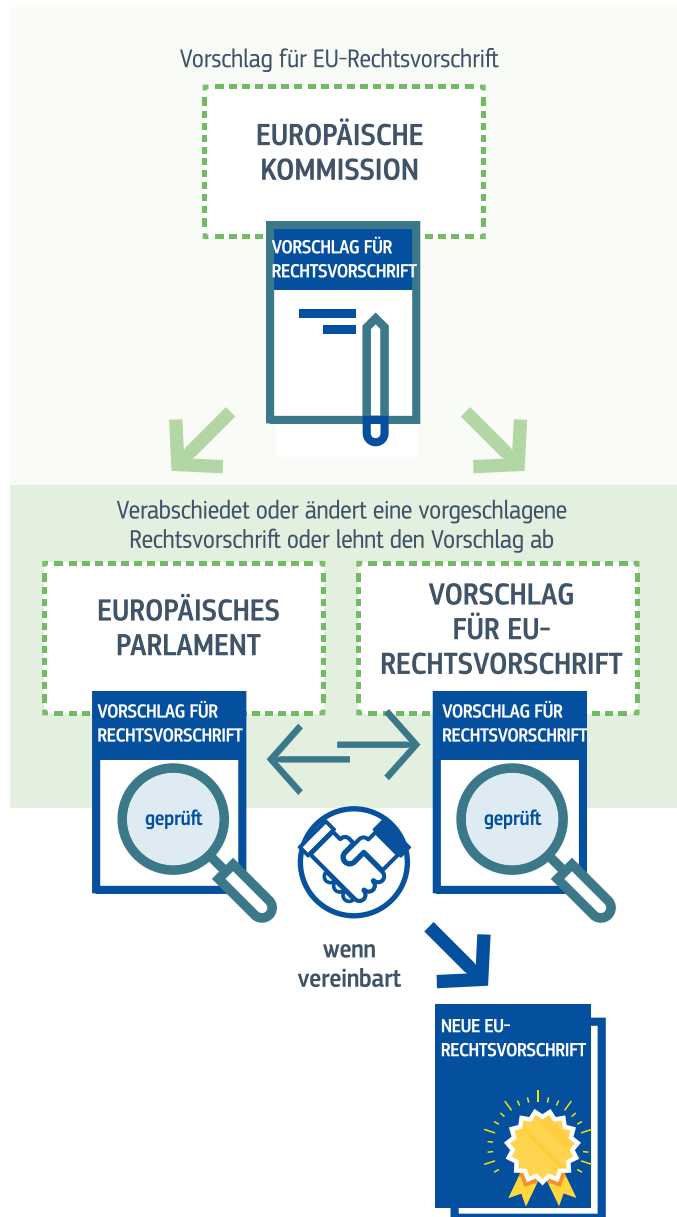 Vorschlag für EU-Rechtsvorschrift
EUROPÄISCHE
KOMMISSION
VORSCHLAG FÜR
RECHTSVORSCHRIFT
Verabschiedet oder ändert eine vorgeschlagene
Rechtsvorschrift oder lehnt den Vorschlag ab
EUROPÄISCHES
PARLAMENT
VORSCHLAG
FÜR EU-
RECHTSVORSCHRIFT
VORSCHLAG FÜR
RECHTSVORSCHRIFT
geprüft
VORSCHLAG FÜR
RECHTSVORSCHRIFT
geprüft
wenn
vereinbart
NEUE EU-
RECHTSVORSCHRIFT